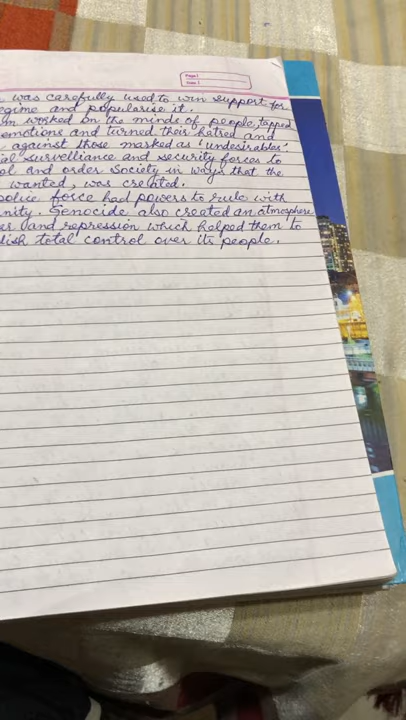 Page:
Date:
was carefully used to win support for
regime and popularise it.
worked on the minds of people, tapped
emotions and turned their hatred and
against those marked as 'undesirables'
surveillance and security forces to
and order Society in ways that the
wanted, was created.
police force had powers to rule with
Genocide also created an atmosphere
and repression which helped them to
total control over its people.